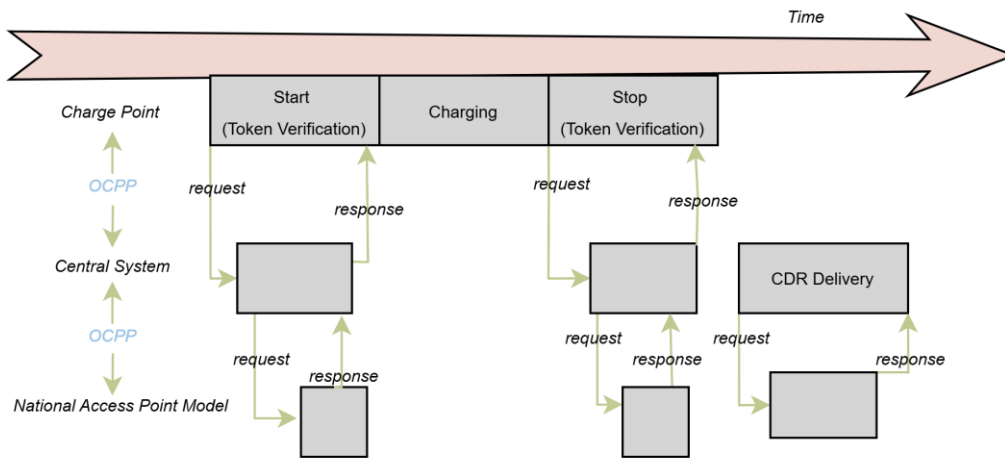 Time
Start
(Token Verification)
Charging
Stop
(Token Verification)
Charge Point
OCPP
Central System
OCPP
National Access Point Model
request
response
request
response
CDR Delivery
request
response
request
response
request
response